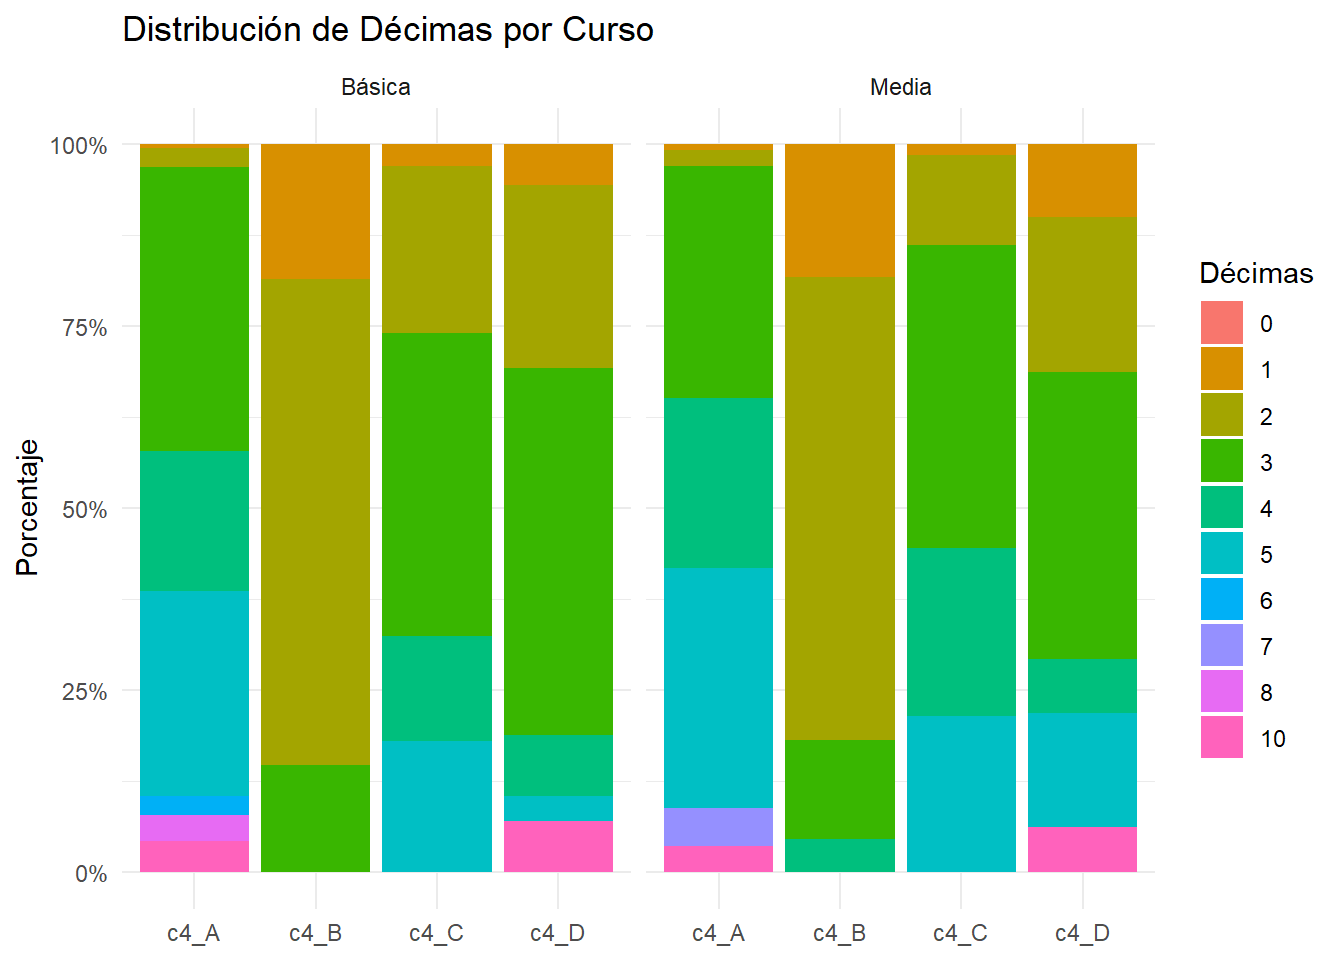 Distribución de Décimas por Curso
Básica
Media
100%
75%
50%
25%
0%
Porcentaje
c4_A
c4_B
c4_C
c4_D
c4_A
c4_B
c4_C
c4_D
Décimas
0
1
2
3
4
5
6
7
8
10